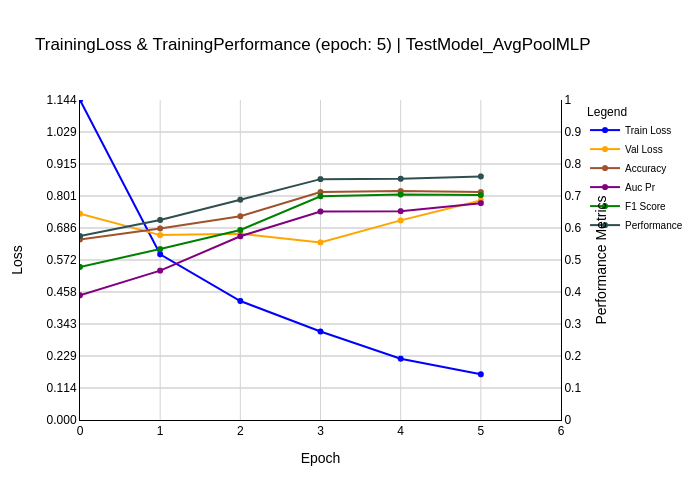 TrainingLoss & TrainingPerformance (epoch: 5) | TestModel_AvgPoolMLP
1.144
1.029
0.915
0.801
0.686
0.572
0.458
0.343
0.229
0.114
0.000
Loss
0
1
2
3
4
5
6
Epoch
1
0.9
0.8
0.7
0.6
0.5
0.4
0.3
0.2
0.1
0
Performance Metrics
Legend
Train Loss
Val Loss
Accuracy
Auc Pr
F1 Score
Performance